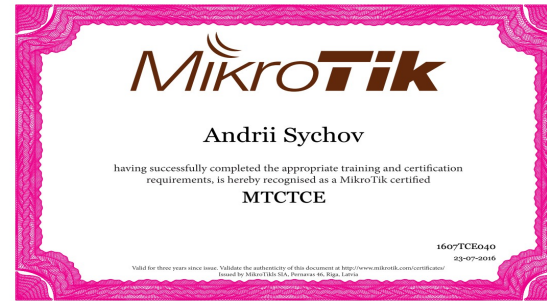 MikroTik
Andrii Sychov
having successfully completed the appropriate training and certification
requirements, is hereby recognised as a MikroTik certified
MTCTCE
1607TCE040
23-07-2016
Valid for three years since issue. Validate the authenticity of this document at http://www.mikrotik.com/certificates/
Issued by MikroTikls SIA, Pernavas 46, Riga, Latvia